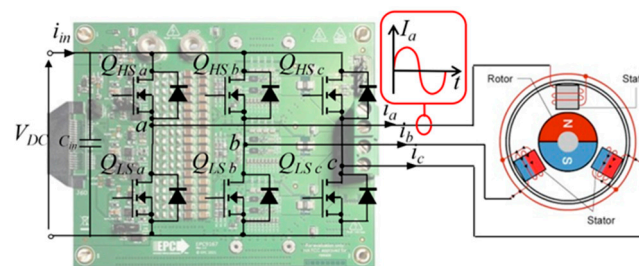 i_in
Q_HS a
Q_HS b
Q_HS c
I_a
t
Rotor
Stat
V_DC
C_in
a
b
c
i_a
i_b
i_c
N
S
Q_LS a
Q_LS b
Q_LS c
Stator
EPC